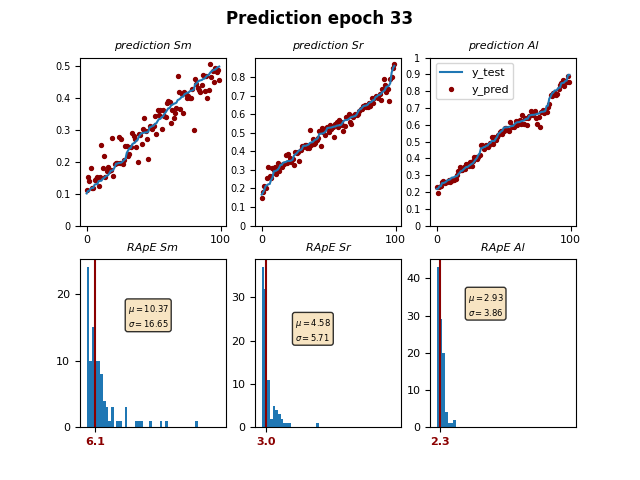 Prediction epoch 33
prediction Sm
prediction Sr
prediction Al
0.5
0.4
0.3
0.2
0.1
0
0 100
0.8
0.7
0.6
0.5
0.4
0.3
0.2
0.1
0
0 100
1
0.9
0.8
0.7
0.6
0.5
0.4
0.3
0.2
0.1
0
0 100
y_test
y_pred
RApE Sm
RApE Sr
RApE Al
20
10
0
μ = 10.37
σ = 16.65
6.1
30
20
10
0
μ = 4.58
σ = 5.71
3.0
40
30
20
10
0
μ = 2.93
σ = 3.86
2.3